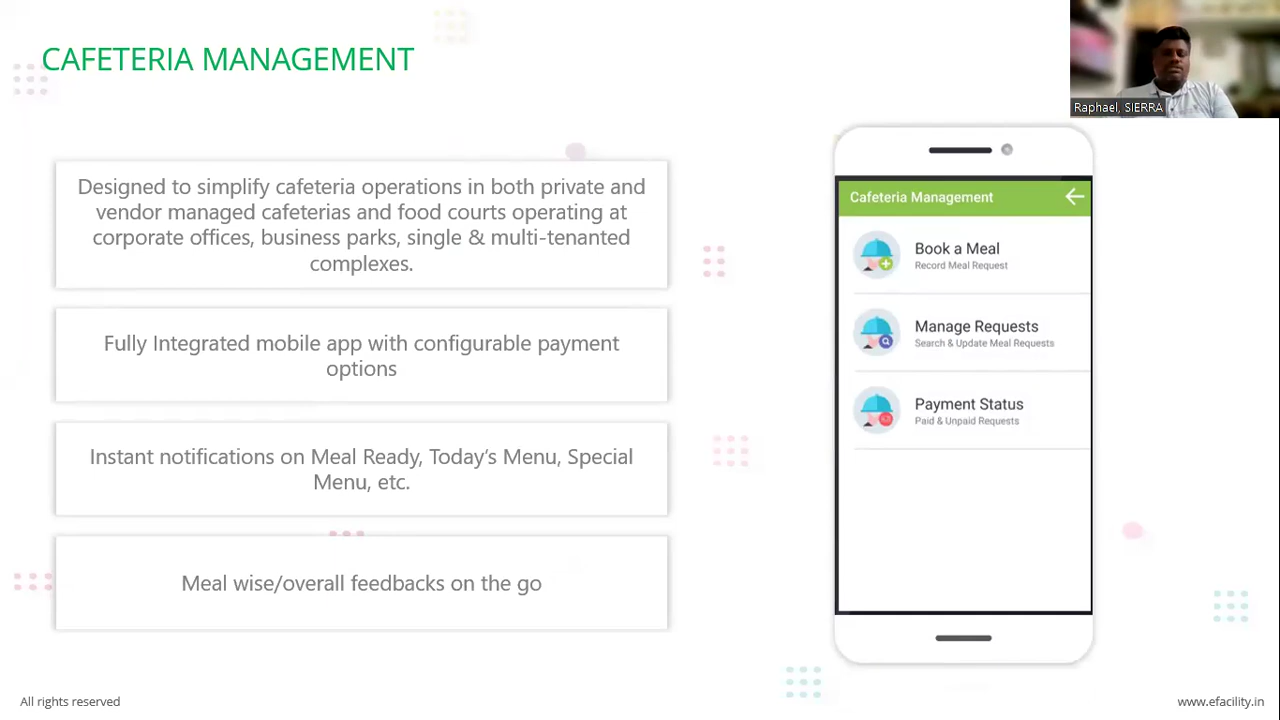 CAFETERIA MANAGEMENT
Raphael, SIERRA
Designed to simplify cafeteria operations in both private and
vendor managed cafeterias and food courts operating at
corporate offices, business parks, single & multi-tenanted
complexes.
Fully Integrated mobile app with configurable payment
options
Instant notifications on Meal Ready, Today’s Menu, Special
Menu, etc.
Meal wise/overall feedbacks on the go
Cafeteria Management
Book a Meal
Record Meal Request
Manage Requests
Search & Update Meal Requests
Payment Status
Paid & Unpaid Requests
All rights reserved
www.efacility.in